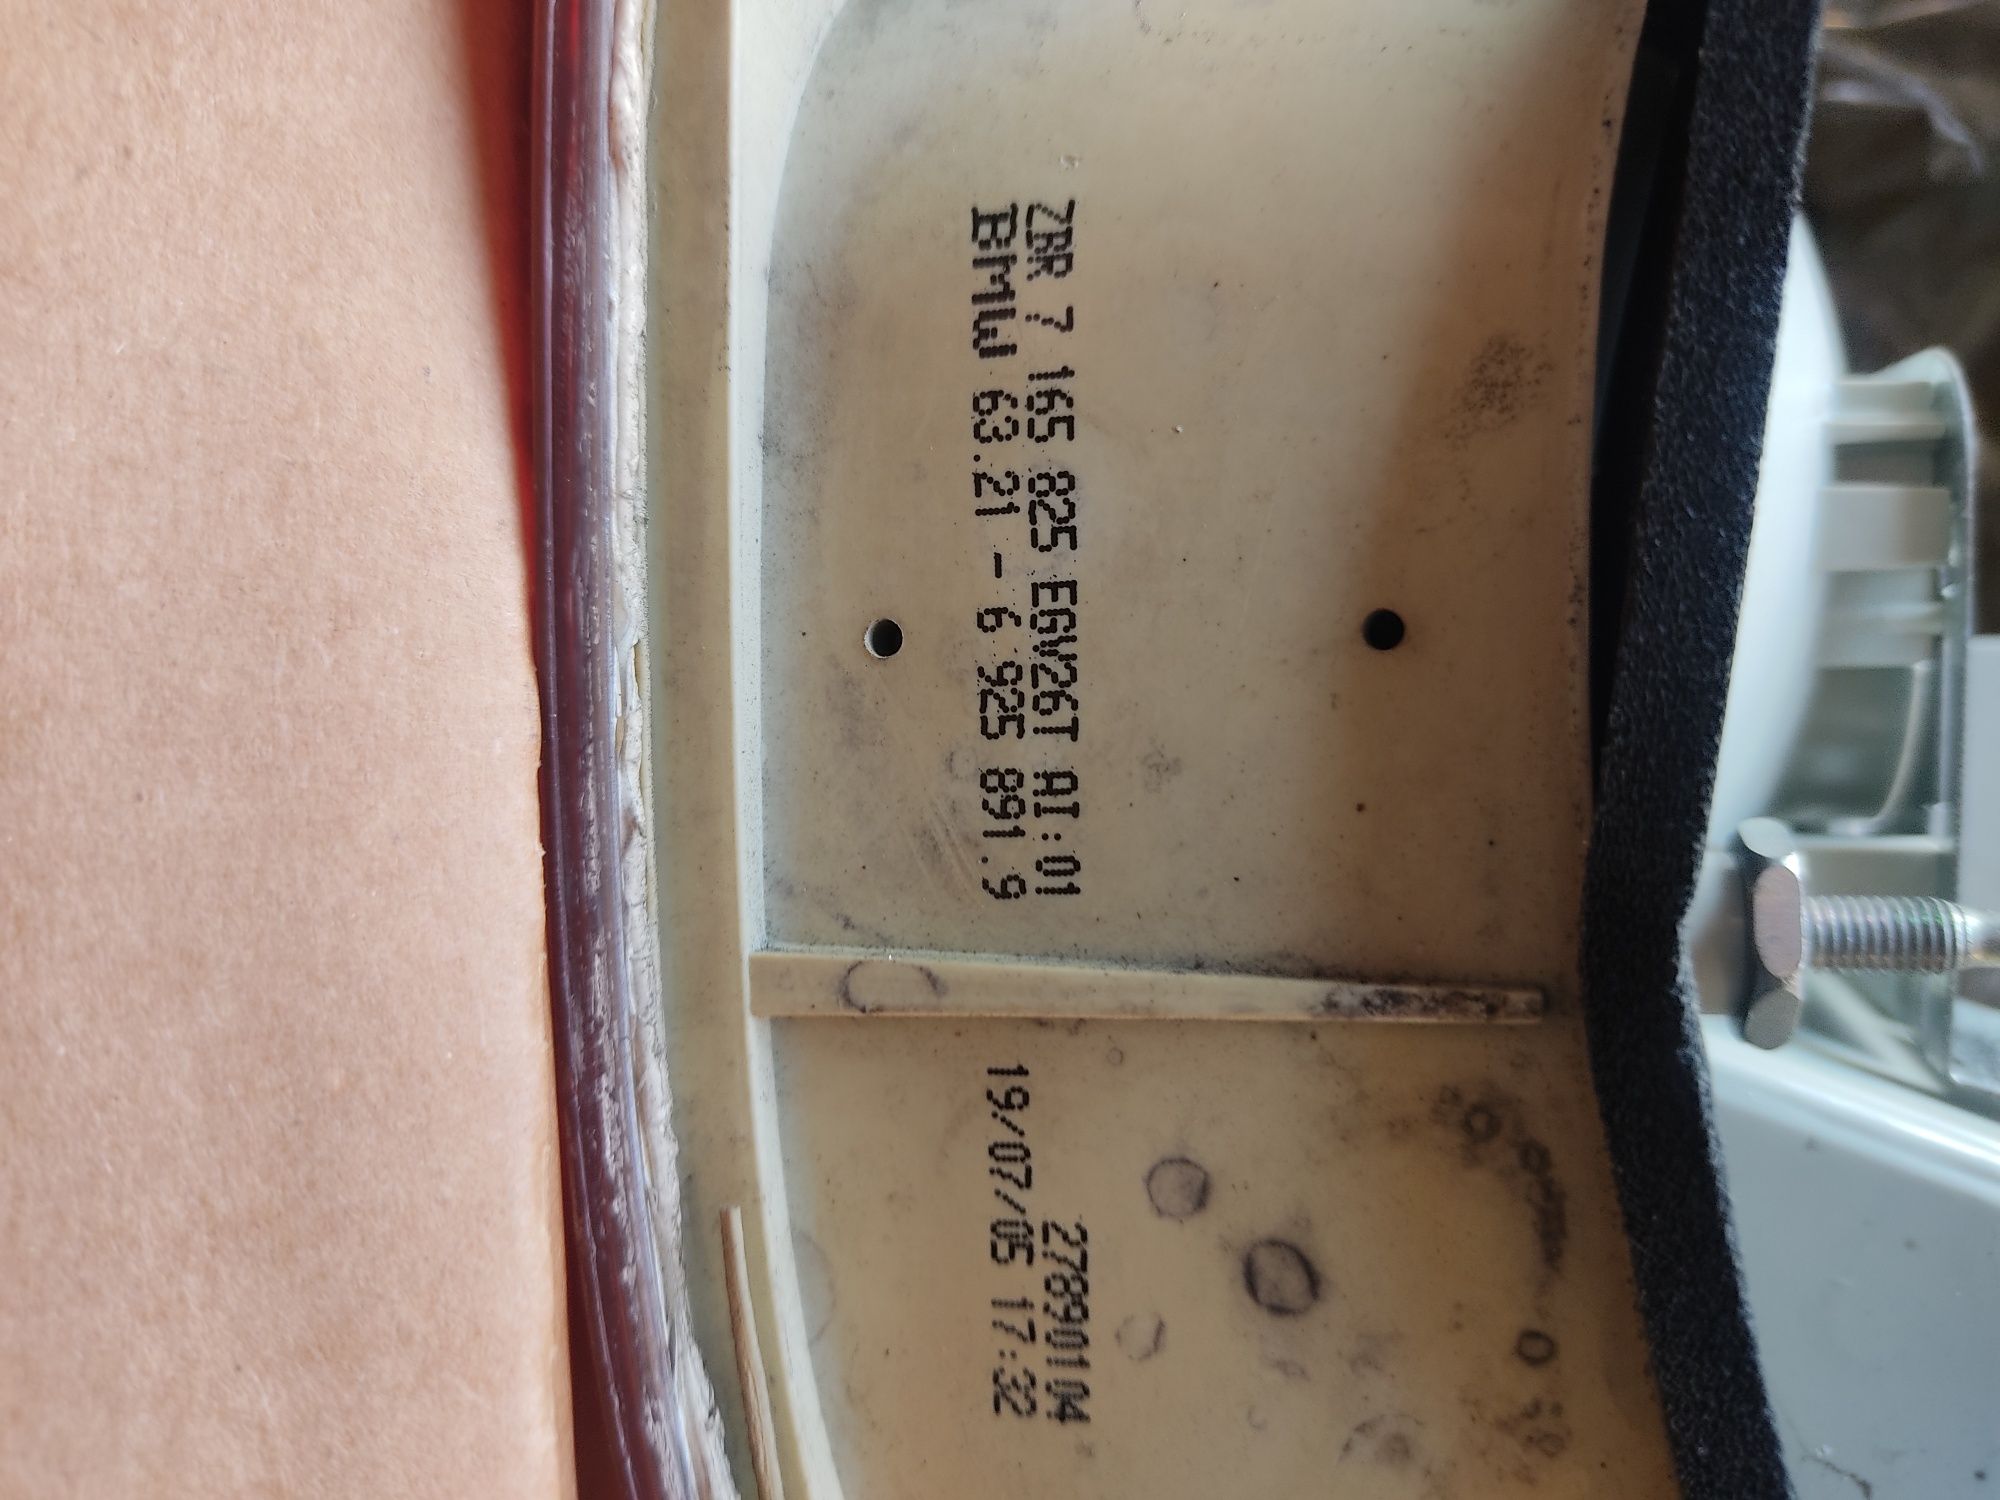 ZBR 7 165 825 EGV26T AI:01
BMW 63.21 - 6 925 891.9
27890104
19/07/05 17:32